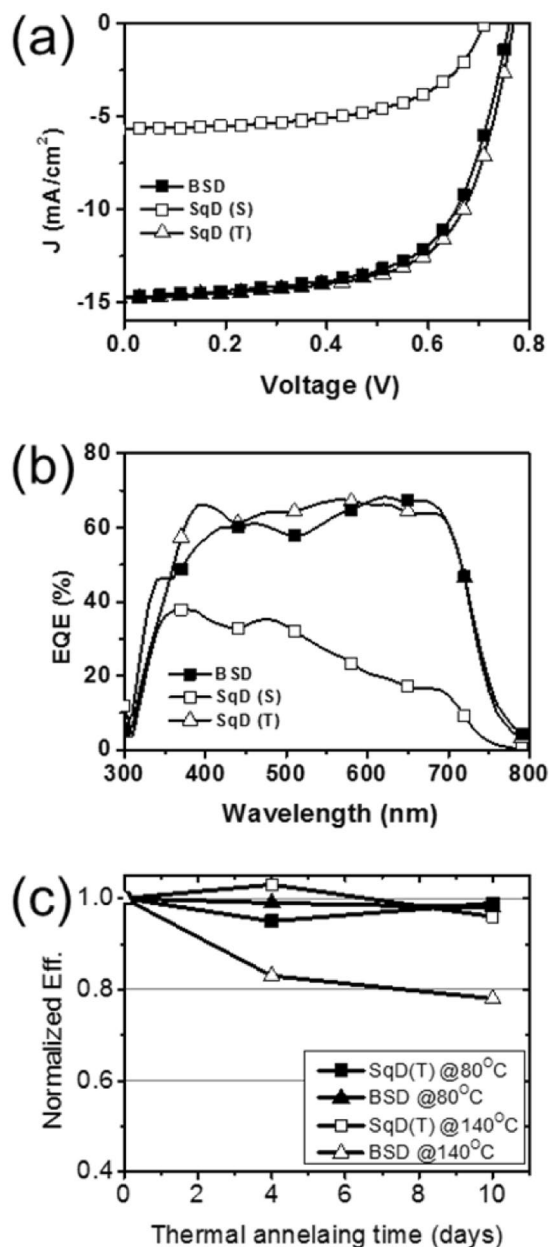 (a)
0
-5
-10
-15
J (mA/cm²)
BSD
SqD (S)
SqD (T)
0.0 0.2 0.4 0.6 0.8
Voltage (V)
(b)
80
60
40
20
0
EQE (%)
BSD
SqD (S)
SqD (T)
300 400 500 600 700 800
Wavelength (nm)
(c)
1.0
0.8
0.6
0.4
Normalized Eff.
SqD(T) @80°C
BSD @80°C
SqD(T) @140°C
BSD @140°C
0 2 4 6 8 10
Thermal annelaing time (days)